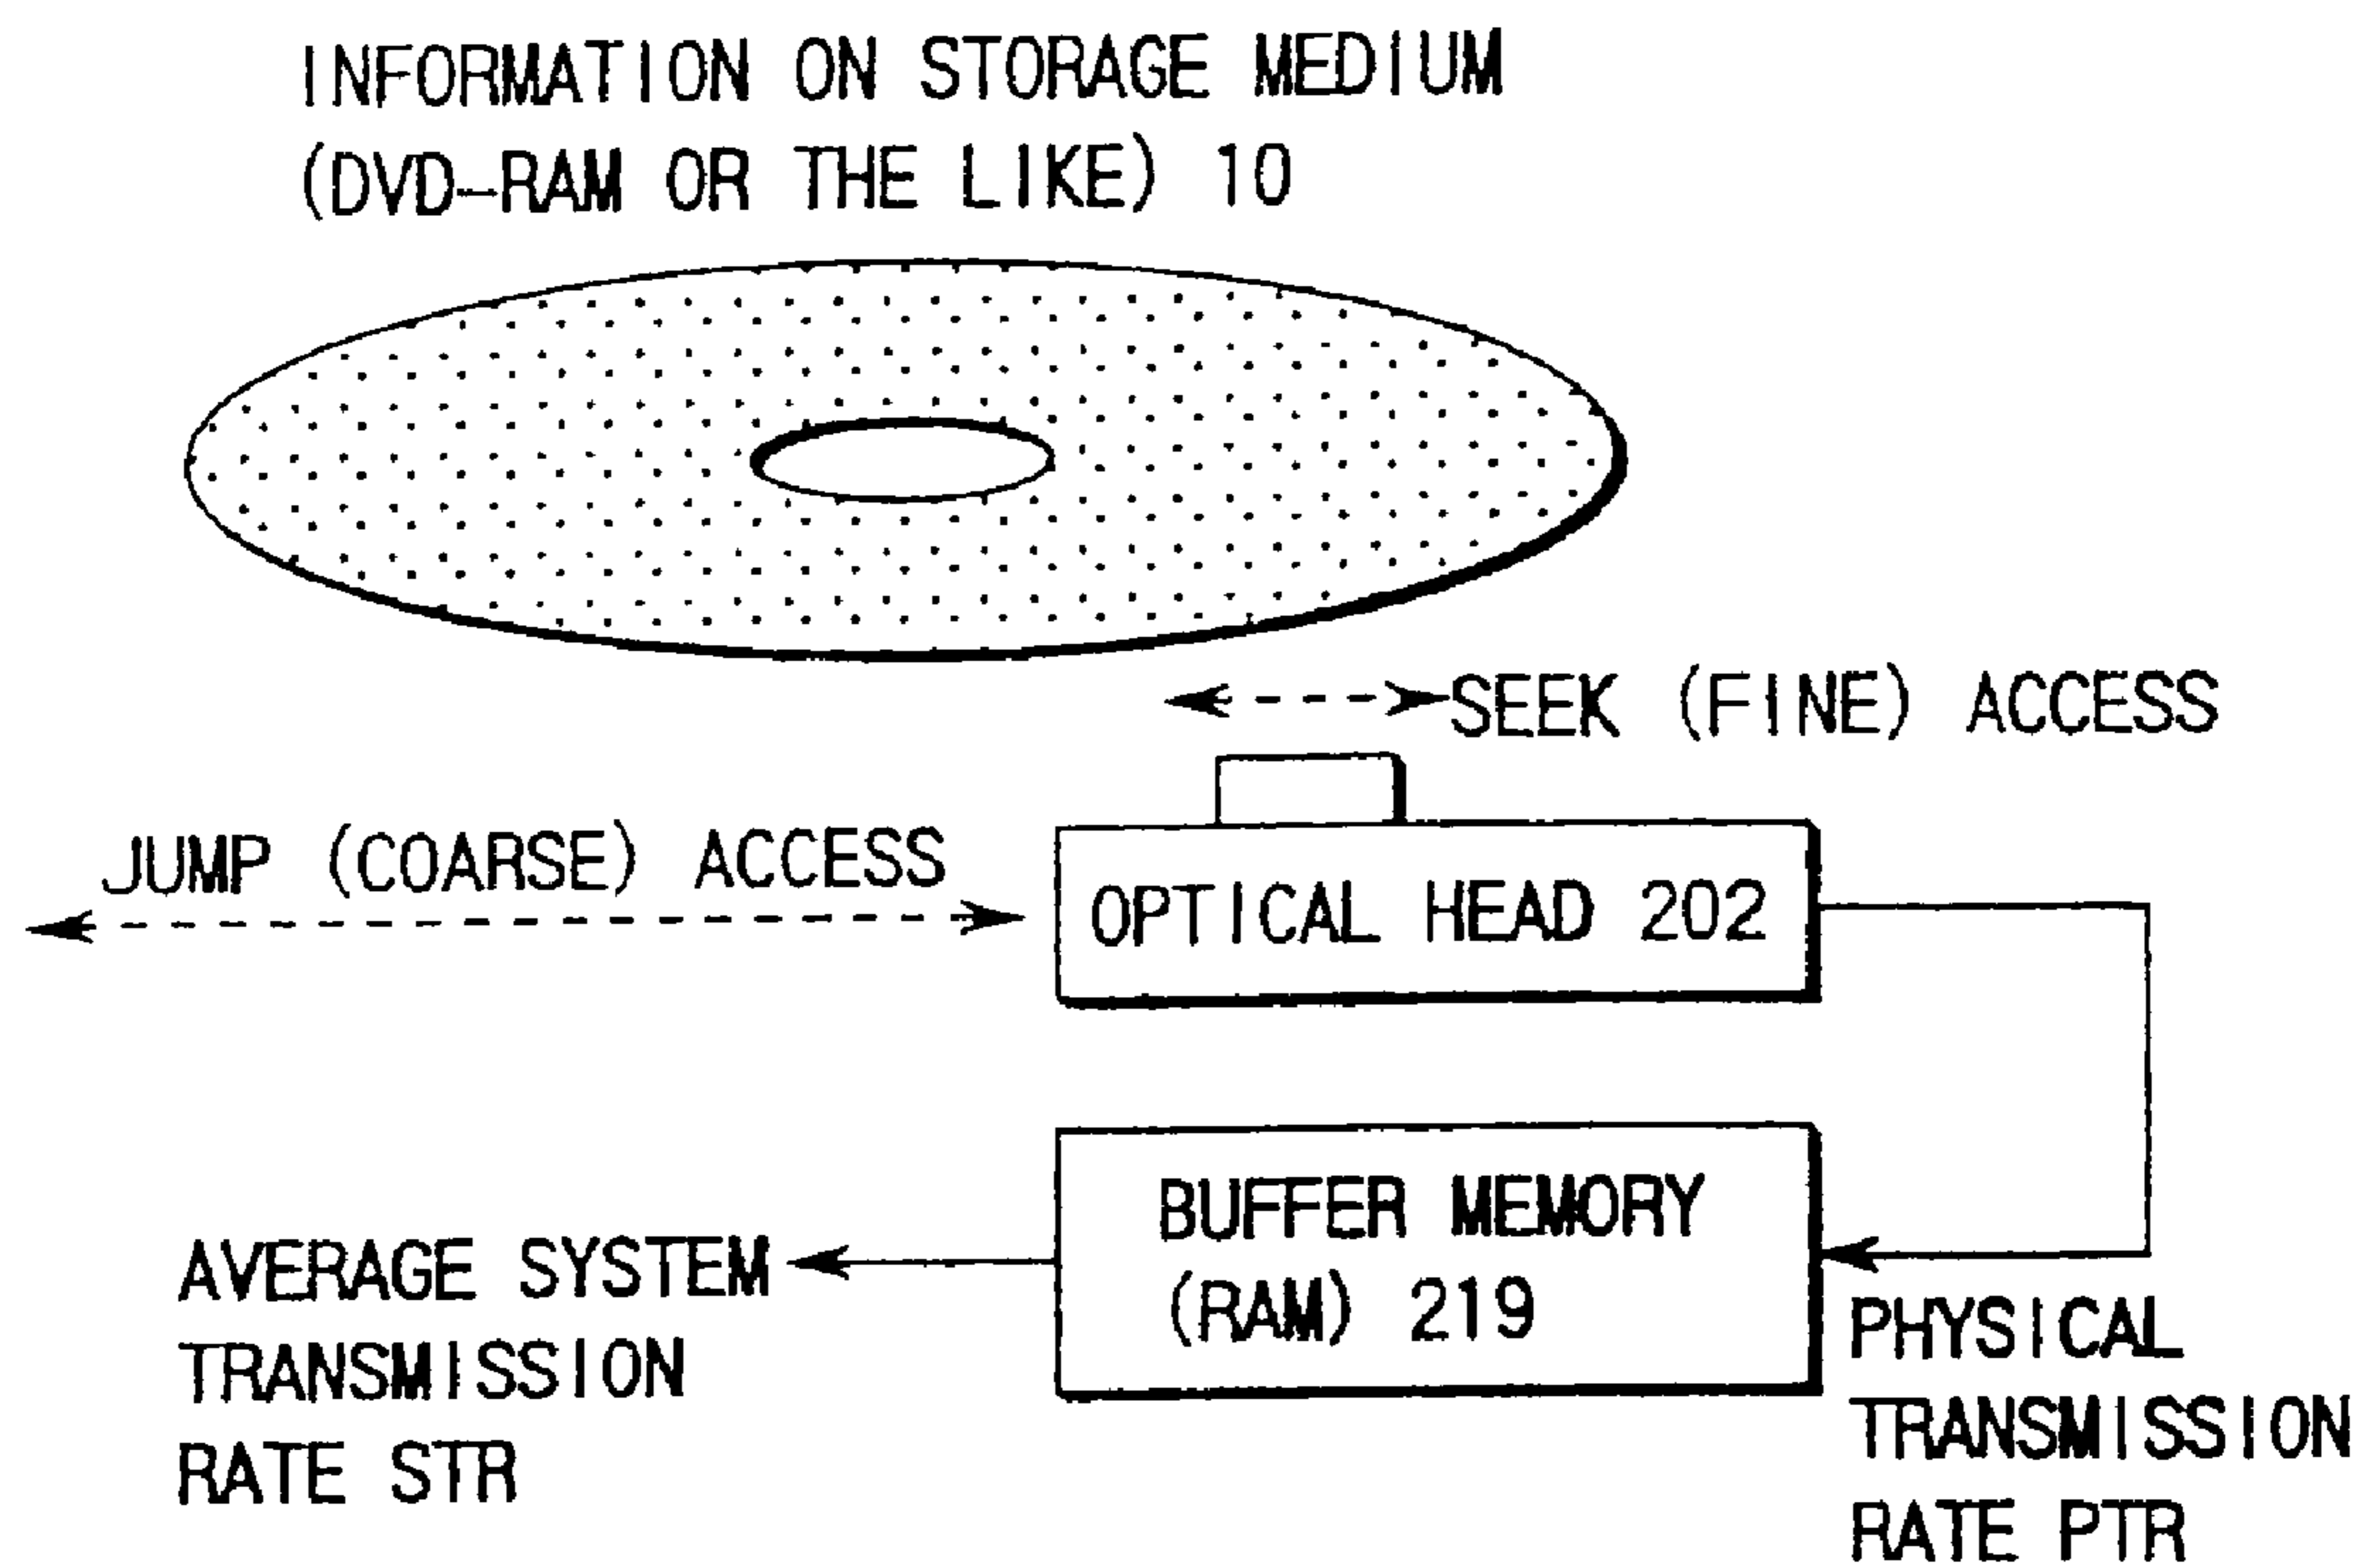 INFORMATION ON STORAGE MEDIUM
(DVD-RAM OR THE LIKE) 10
SEEK (FINE) ACCESS
JUMP (COARSE) ACCESS
OPTICAL HEAD 202
BUFFER MEMORY
(RAM) 219
AVERAGE SYSTEM
TRANSMISSION
RATE STR
PHYSICAL
TRANSMISSION
RATE PTR